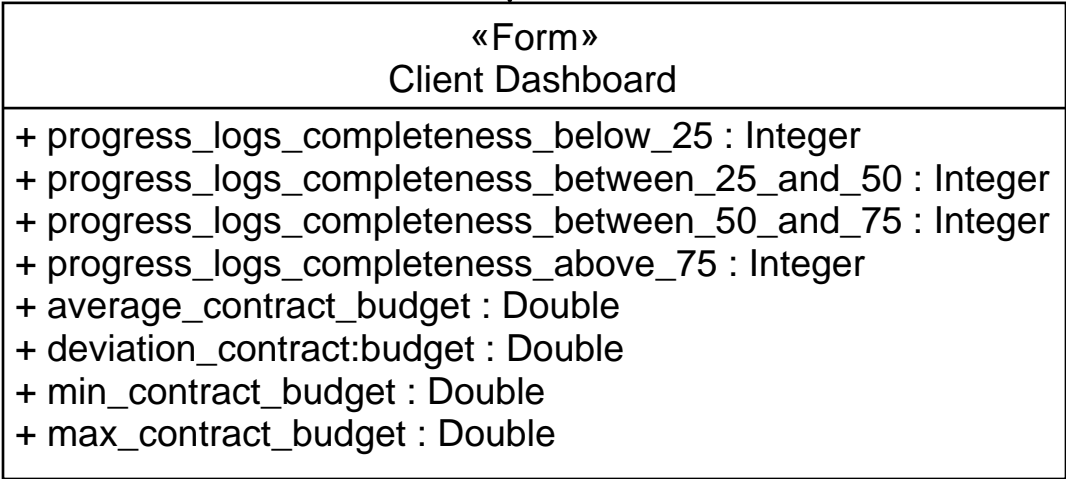 «Form»
Client Dashboard
+ progress_logs_completeness_below_25 : Integer
+ progress_logs_completeness_between_25_and_50 : Integer
+ progress_logs_completeness_between_50_and_75 : Integer
+ progress_logs_completeness_above_75 : Integer
+ average_contract_budget : Double
+ deviation_contract:budget : Double
+ min_contract_budget : Double
+ max_contract_budget : Double